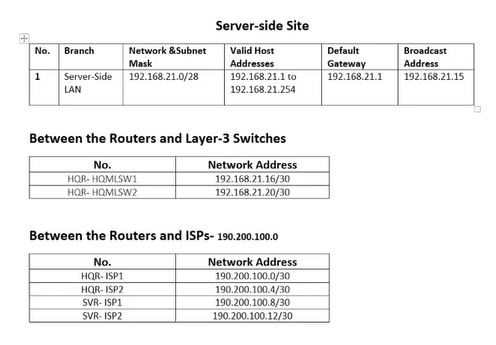 Server-side Site
No. Branch Network &Subnet Mask Valid Host Addresses Default Gateway Broadcast Address
1 Server-Side LAN 192.168.21.0/28 192.168.21.1 to 192.168.21.254 192.168.21.1 192.168.21.15
Between the Routers and Layer-3 Switches
No. Network Address
HQR- HQMLSW1 192.168.21.16/30
HQR- HQMLSW2 192.168.21.20/30
Between the Routers and ISPs- 190.200.100.0
No. Network Address
HQR- ISP1 190.200.100.0/30
HQR- ISP2 190.200.100.4/30
SVR- ISP1 190.200.100.8/30
SVR- ISP2 190.200.100.12/30